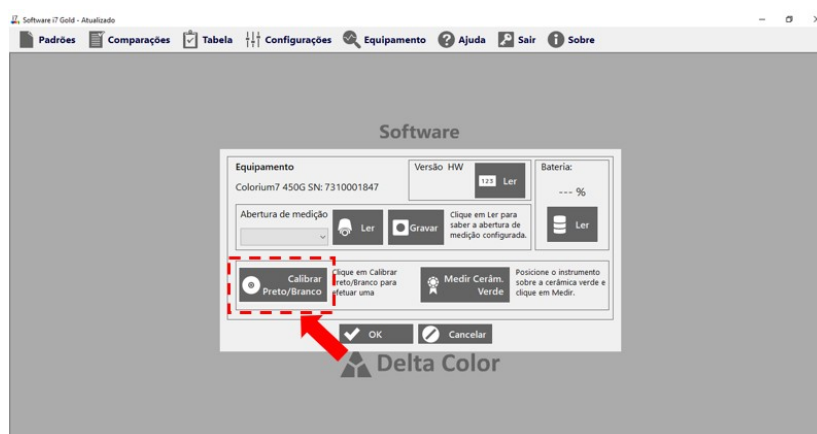 Software i7 Gold - Atualizado
Padrões Comparações Tabela Configurações Equipamento Ajuda Sair Sobre
Software
Equipamento
Colorium7 450G SN: 7310001847
Versão HW
123 Ler
Bateria:
--- %
Ler
Abertura de medição
Ler
Gravar
Clique em Ler para
saber a abertura de
medição configurada.
Calibrar
Preto/Branco
Clique em Calibrar
Preto/Branco para
efetuar uma
Medir Cerâm.
Verde
Posicione o instrumento
sobre a cerâmica verde e
clique em Medir.
OK
Cancelar
Delta Color